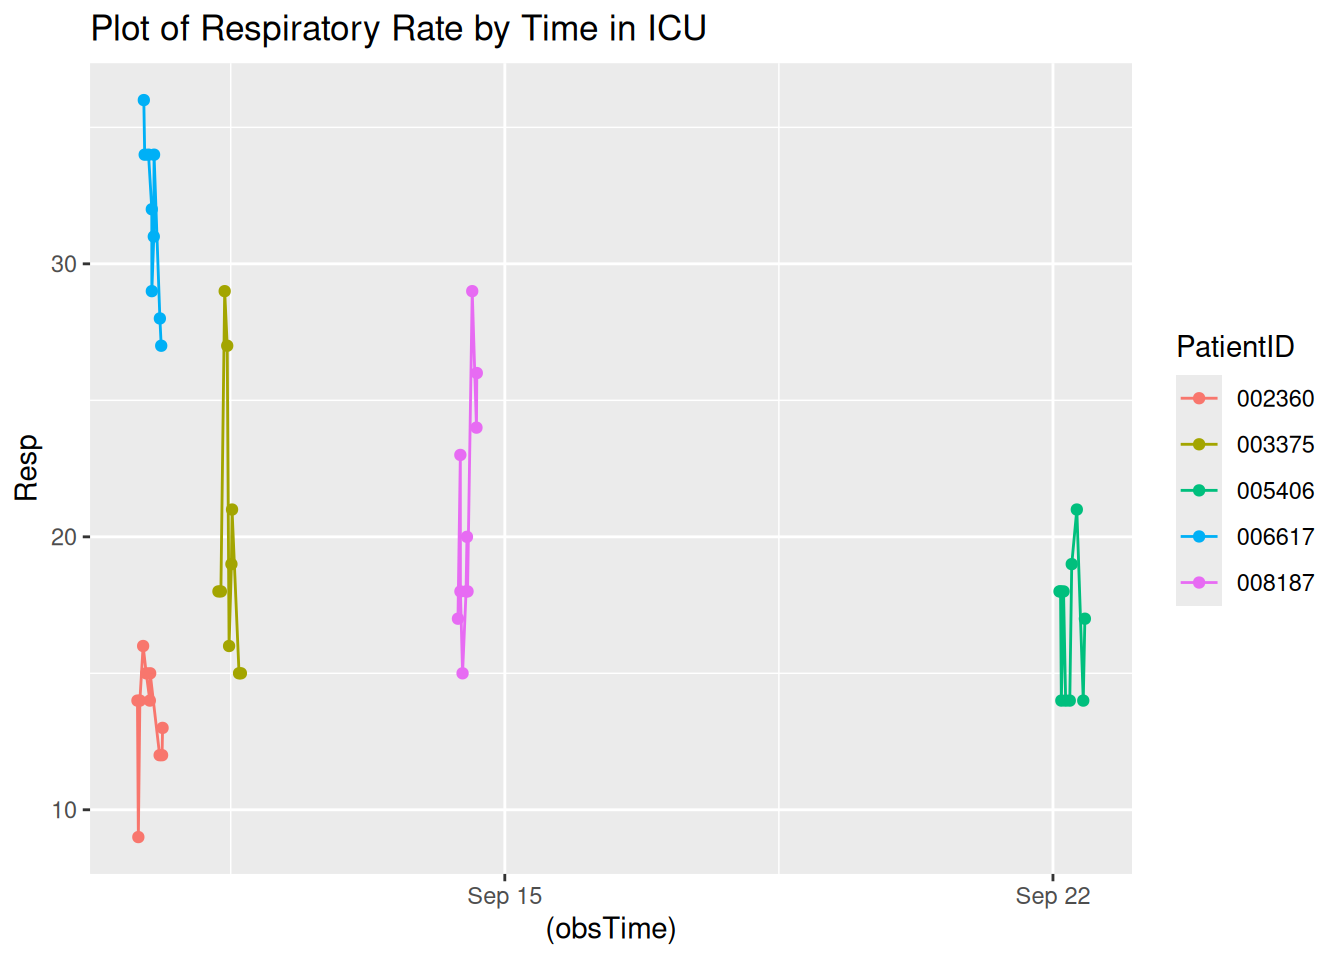 Plot of Respiratory Rate by Time in ICU
Resp
30
20
10
Sep 15
Sep 22
(obsTime)
PatientID
002360
003375
005406
006617
008187